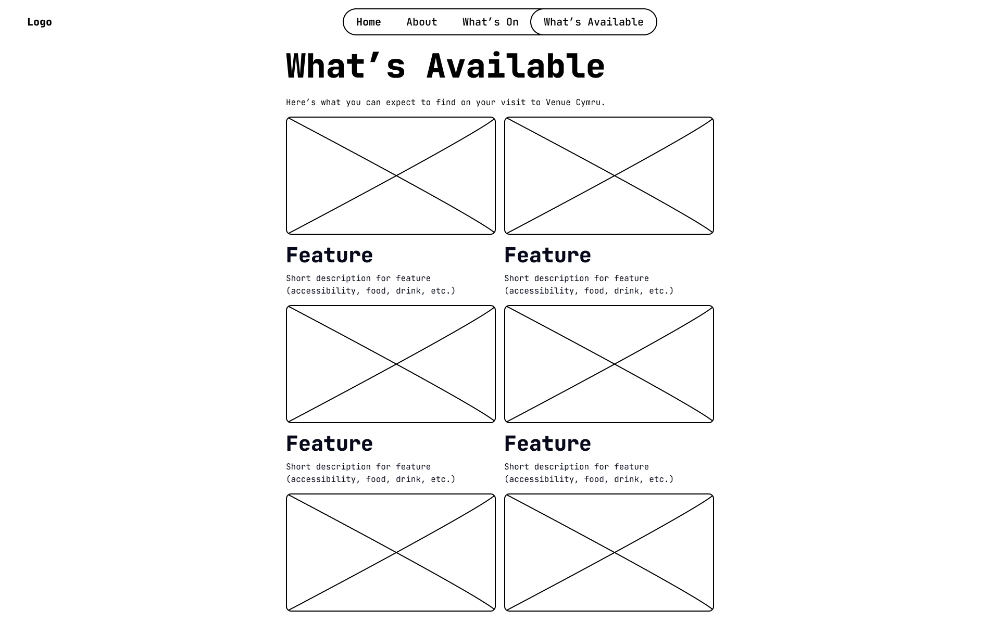 Logo
Home
About
What’s On
What’s Available
What’s Available
Here’s what you can expect to find on your visit to Venue Cymru.
Feature
Short description for feature
(accessibility, food, drink, etc.)
Feature
Short description for feature
(accessibility, food, drink, etc.)
Feature
Short description for feature
(accessibility, food, drink, etc.)
Feature
Short description for feature
(accessibility, food, drink, etc.)